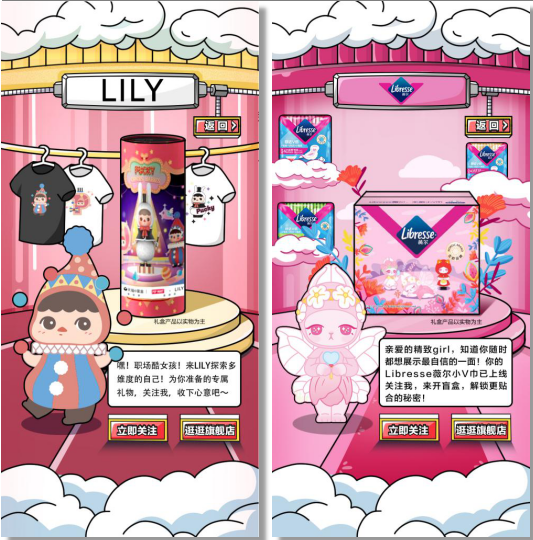 LILY
返回
PUCKY
LILY
礼盒产品以实物为主
嘿！职场酷女孩！来LILY探索多
维度的自己！为你准备的专属
礼物，关注我，收下心意吧～
立即关注
逛逛旗舰店
Libresse
薇尔
返回
Libresse
Libresse
Libresse
Libresse
薇尔
礼盒产品以实物为主
亲爱的精致girl，知道你随时
都想展示最自信的一面！你的
Libresse薇尔小V巾已上线
关注我，来开盲盒，解锁更贴
合的秘密！
立即关注
逛逛旗舰店